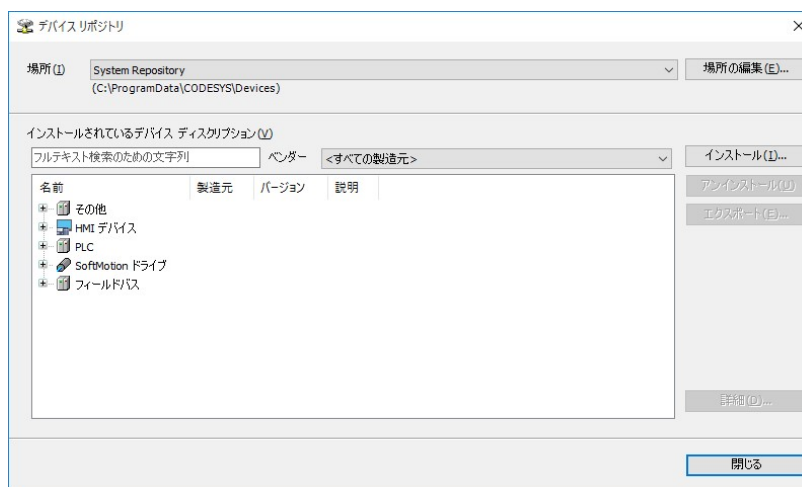 デバイス リポジトリ
場所(I) System Repository 場所の編集(E)...
(C:\ProgramData\CODESYS\Devices)
インストールされているデバイス ディスクリプション(V)
フルテキスト検索のための文字列 ベンダー <すべての製造元> インストール(I)...
名前 製造元 バージョン 説明 アンインストール(U)
その他 エクスポート(E)...
HMI デバイス
PLC
SoftMotion ドライブ
フィールドバス
詳細(D)...
閉じる